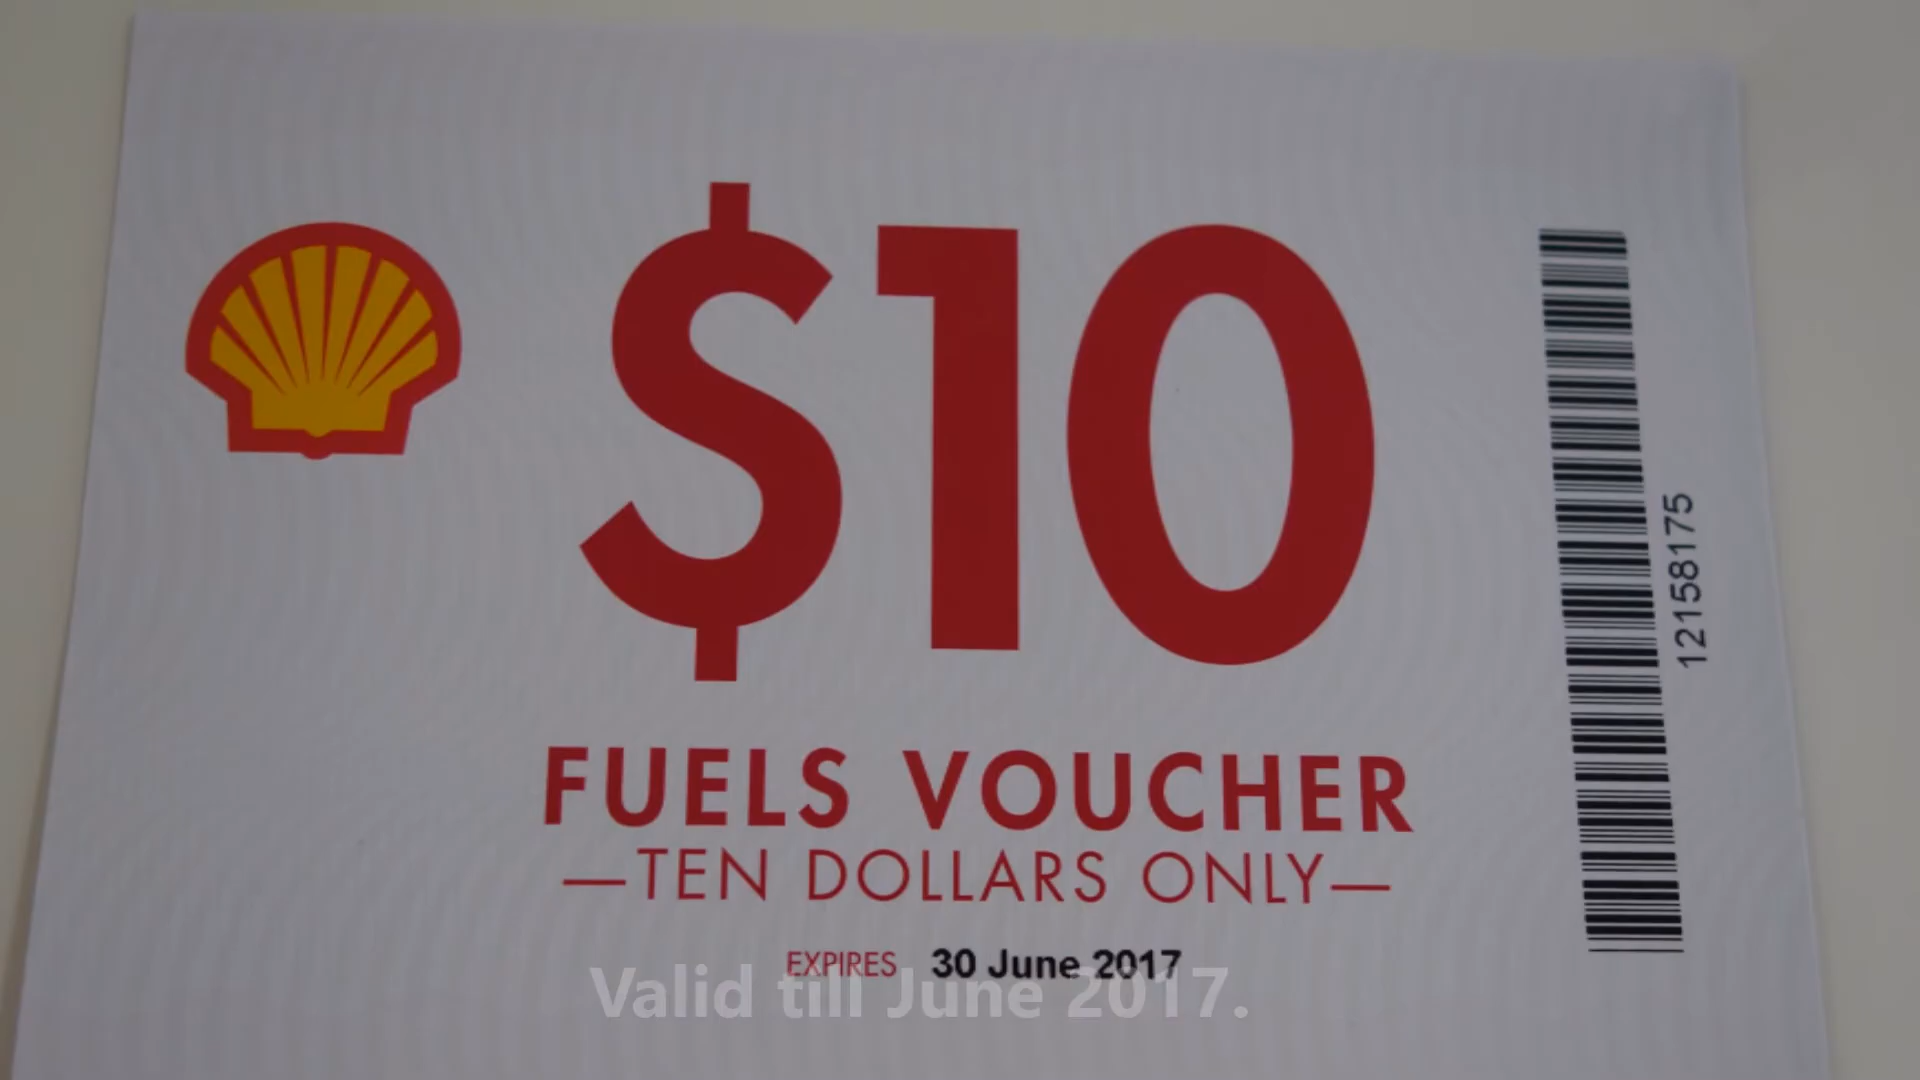 $10
FUELS VOUCHER
—TEN DOLLARS ONLY—
EXPIRES 30 June 2017
Valid till June 2017.
12158175